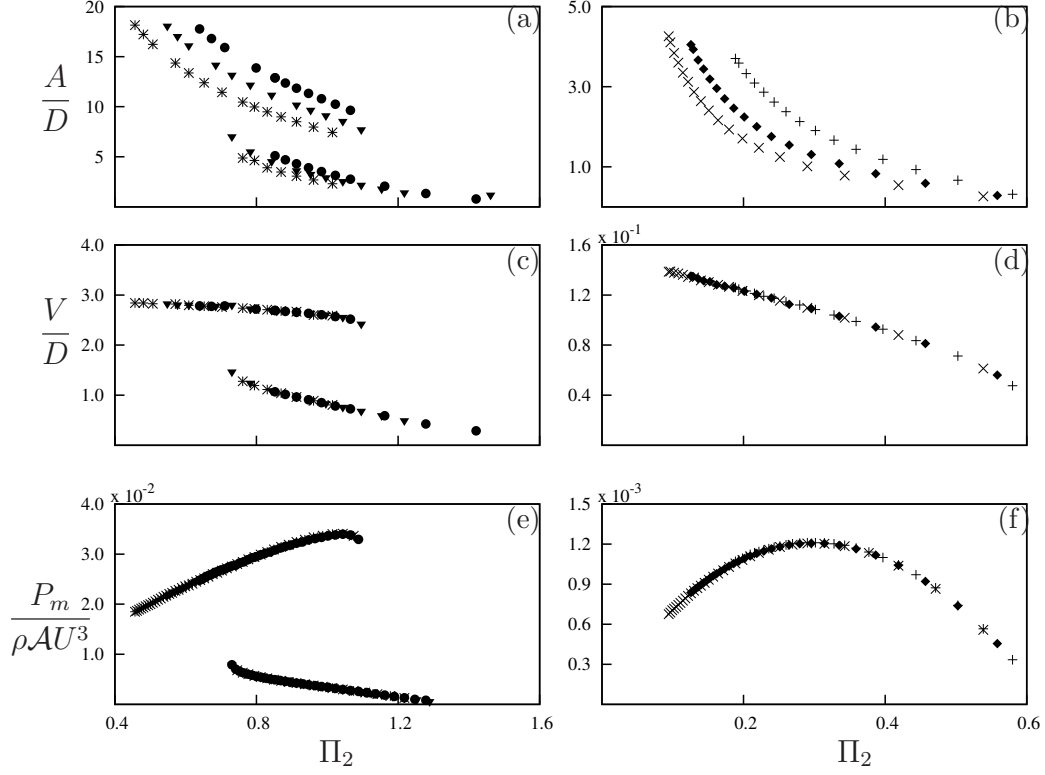 20
15
10
5
A
D
(a)
5.0
3.0
1.0
(b)
4.0
3.0
2.0
1.0
V
D
(c)
x 10⁻¹
1.6
1.2
0.8
0.4
(d)
x 10⁻²
4.0
3.0
2.0
1.0
P_m
ρ𝒜U³
(e)
0.4 0.8 1.2 1.6
Π₂
x 10⁻³
1.5
1.2
0.9
0.6
0.3
(f)
0.2 0.4 0.6
Π₂